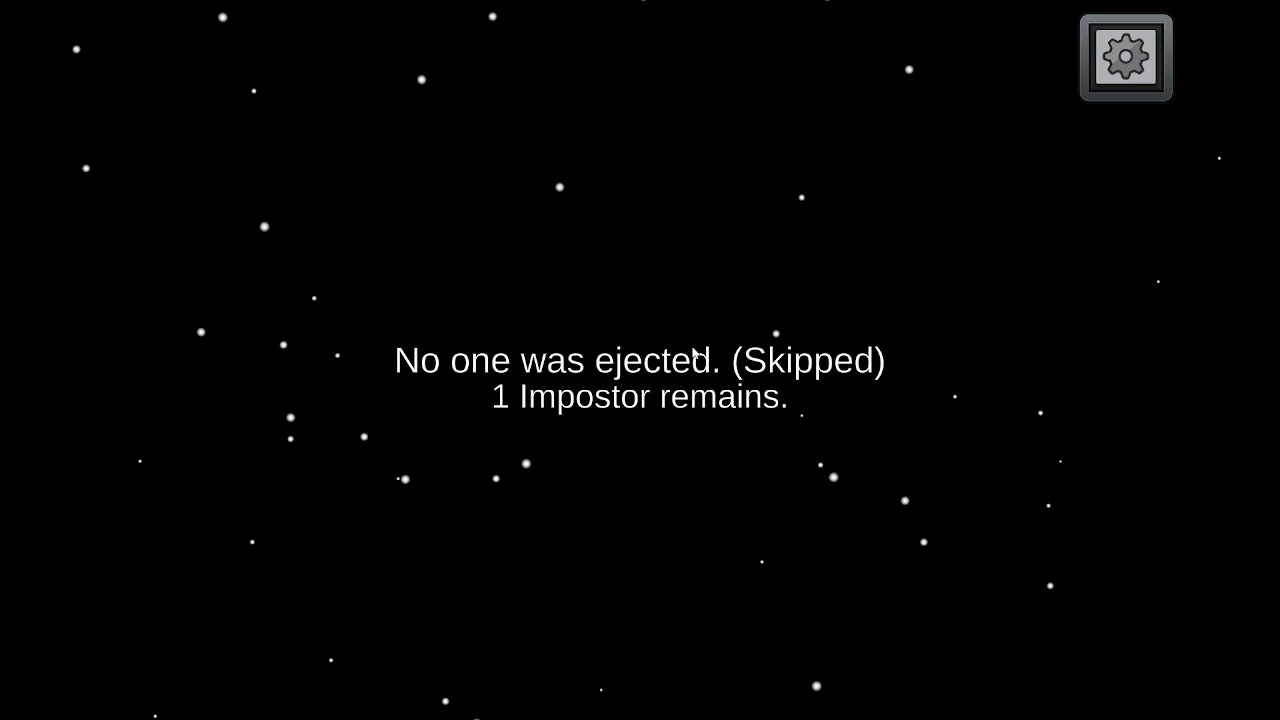 No one was ejected. (Skipped)
1 Impostor remains.